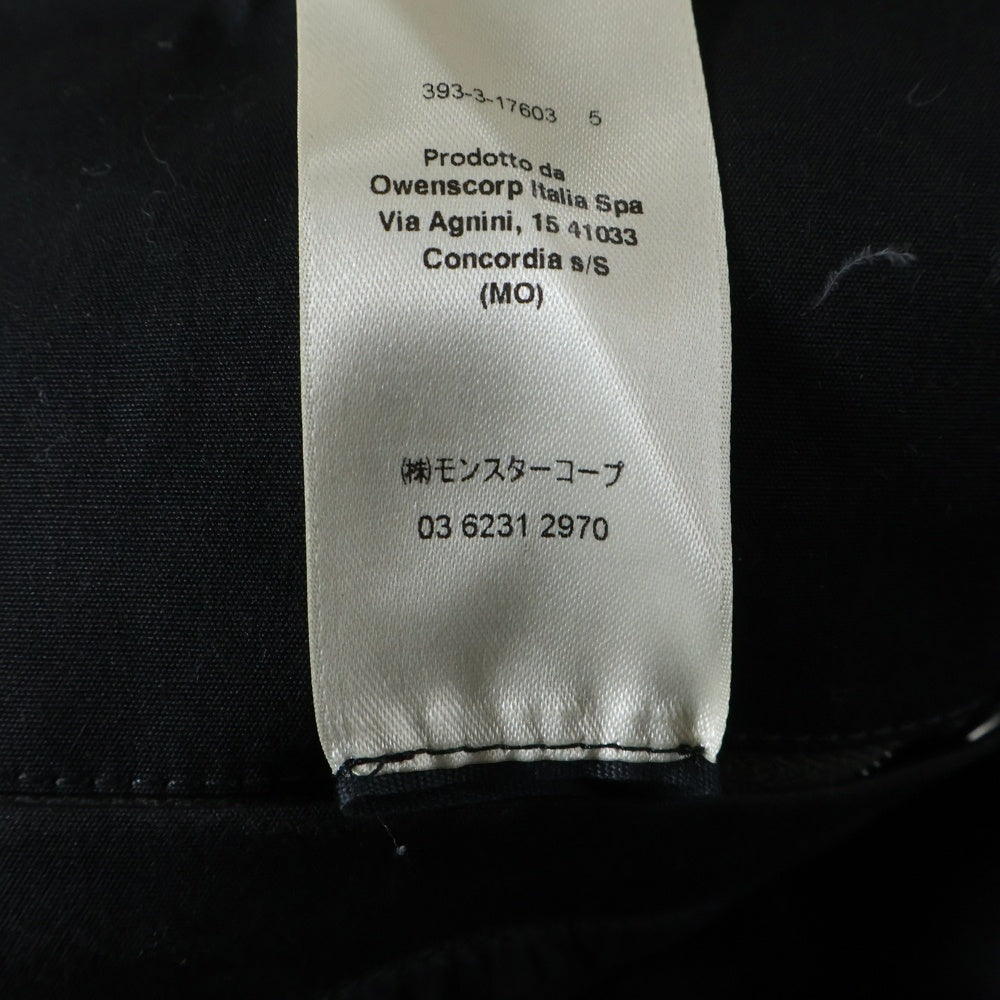 393-3-17603 5
Prodotto da
Owenscorp Italia Spa
Via Agnini, 15 41033
Concordia s/S
(MO)
㈱モンスターコープ
03 6231 2970